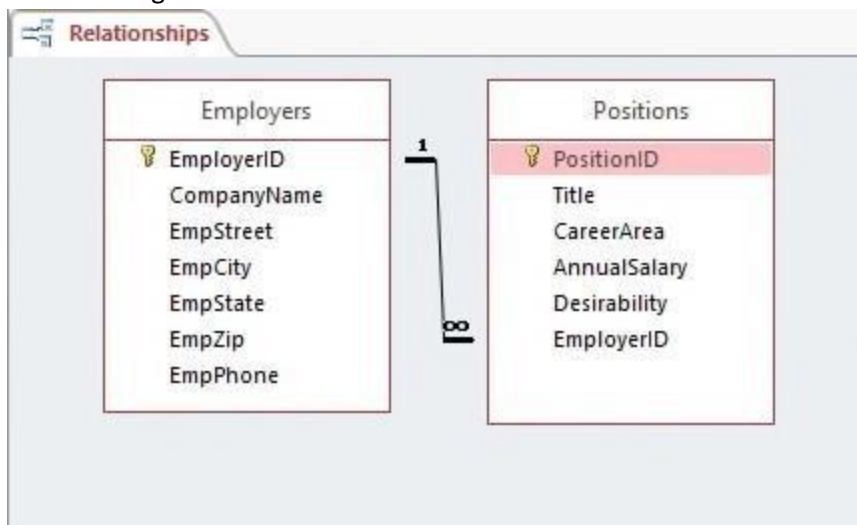 Relationships
Employers
EmployerID
CompanyName
EmpStreet
EmpCity
EmpState
EmpZip
EmpPhone
1
∞
Positions
PositionID
Title
CareerArea
AnnualSalary
Desirability
EmployerID